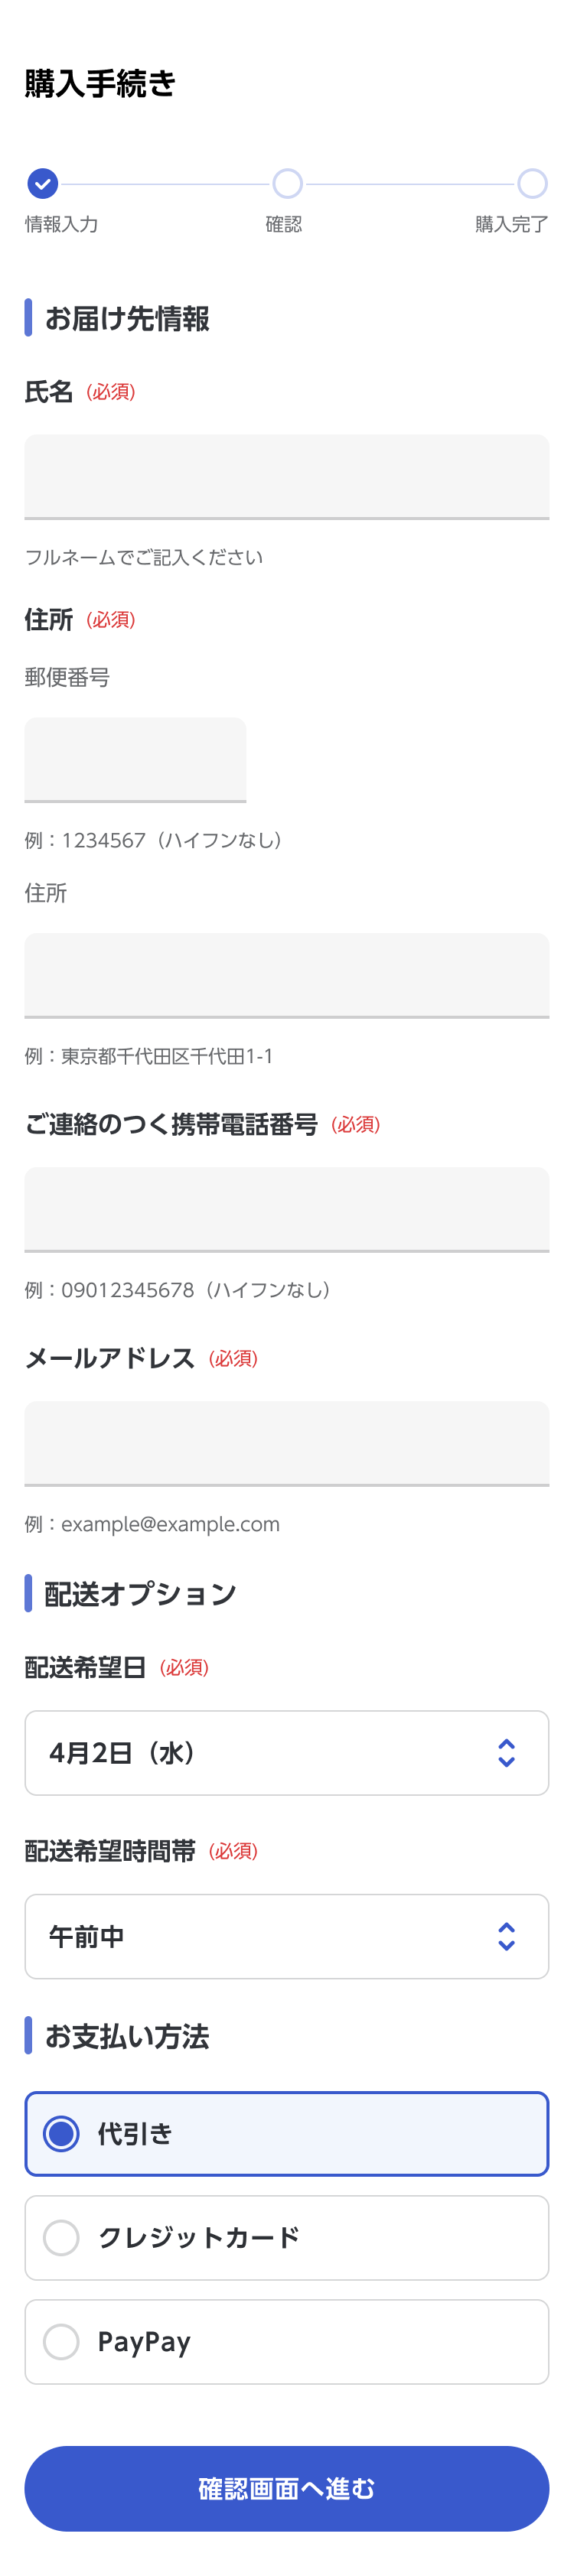 購入手続き
情報入力 確認 購入完了
お届け先情報
氏名 (必須)
フルネームでご記入ください
住所 (必須)
郵便番号
例：1234567（ハイフンなし）
住所
例：東京都千代田区千代田1-1
ご連絡のつく携帯電話番号 (必須)
例：09012345678（ハイフンなし）
メールアドレス (必須)
例：example@example.com
配送オプション
配送希望日 (必須)
4月2日（水）
配送希望時間帯 (必須)
午前中
お支払い方法
代引き
クレジットカード
PayPay
確認画面へ進む